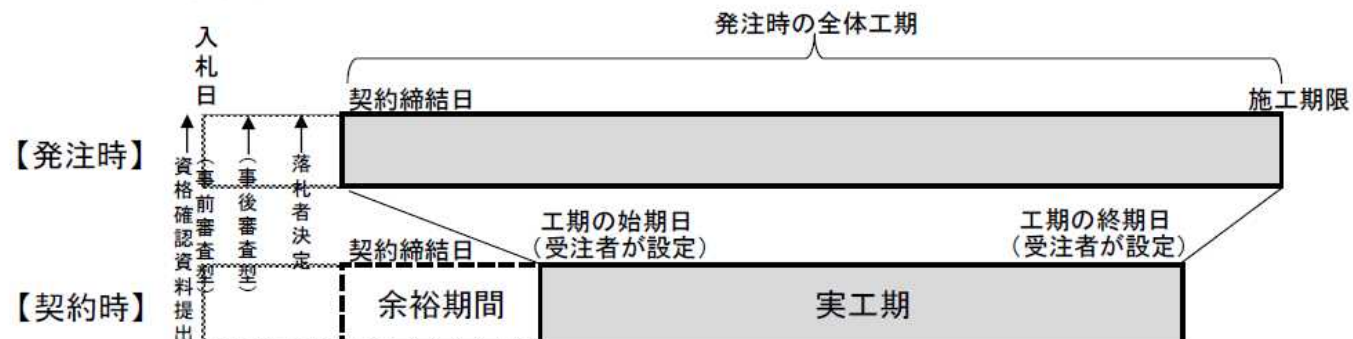 発注時の全体工期
入札日
契約締結日
施工期限
【発注時】
資格確認資料提出
（事前審査型）
（事後審査型）
落札者決定
工期の始期日
（受注者が設定）
工期の終期日
（受注者が設定）
契約締結日
【契約時】
余裕期間
実工期